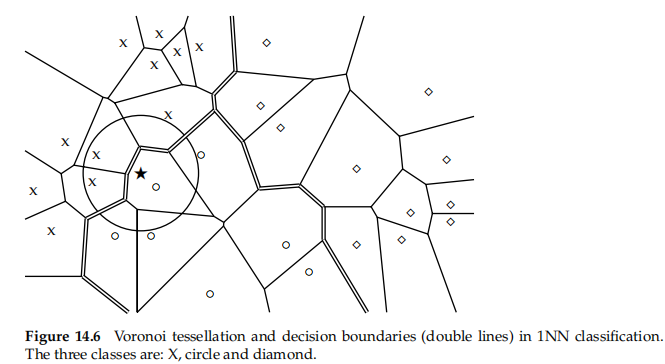 X
X
X
X
X
X
X
X
X
X
X
Figure 14.6 Voronoi tessellation and decision boundaries (double lines) in 1NN classification.
The three classes are: X, circle and diamond.